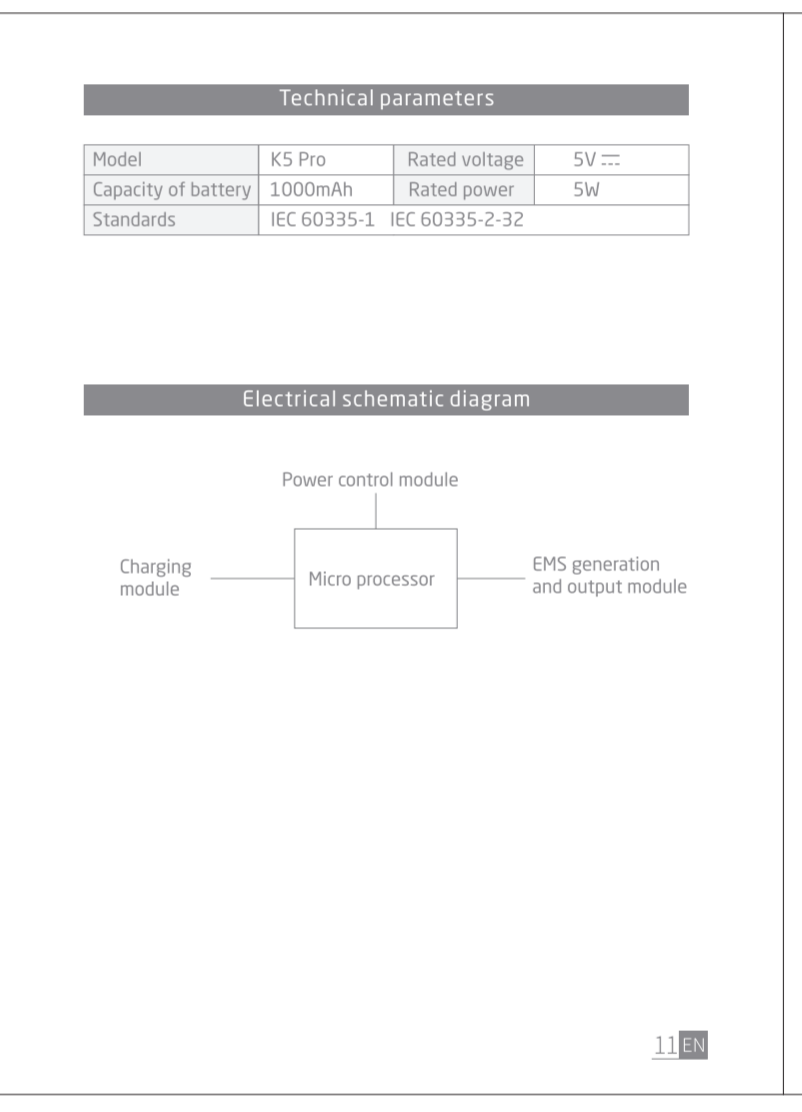 Technical parameters
Model K5 Pro Rated voltage 5V ⎓
Capacity of battery 1000mAh Rated power 5W
Standards IEC 60335-1 IEC 60335-2-32
Electrical schematic diagram
Power control module
Charging
module
Micro processor
EMS generation
and output module
11 EN